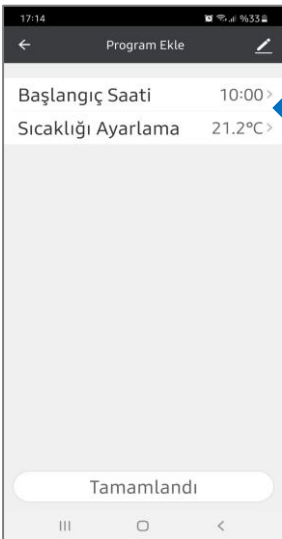 17:14 %33
Program Ekle
Başlangıç Saati 10:00
Sıcaklığı Ayarlama 21.2°C
Tamamlandı